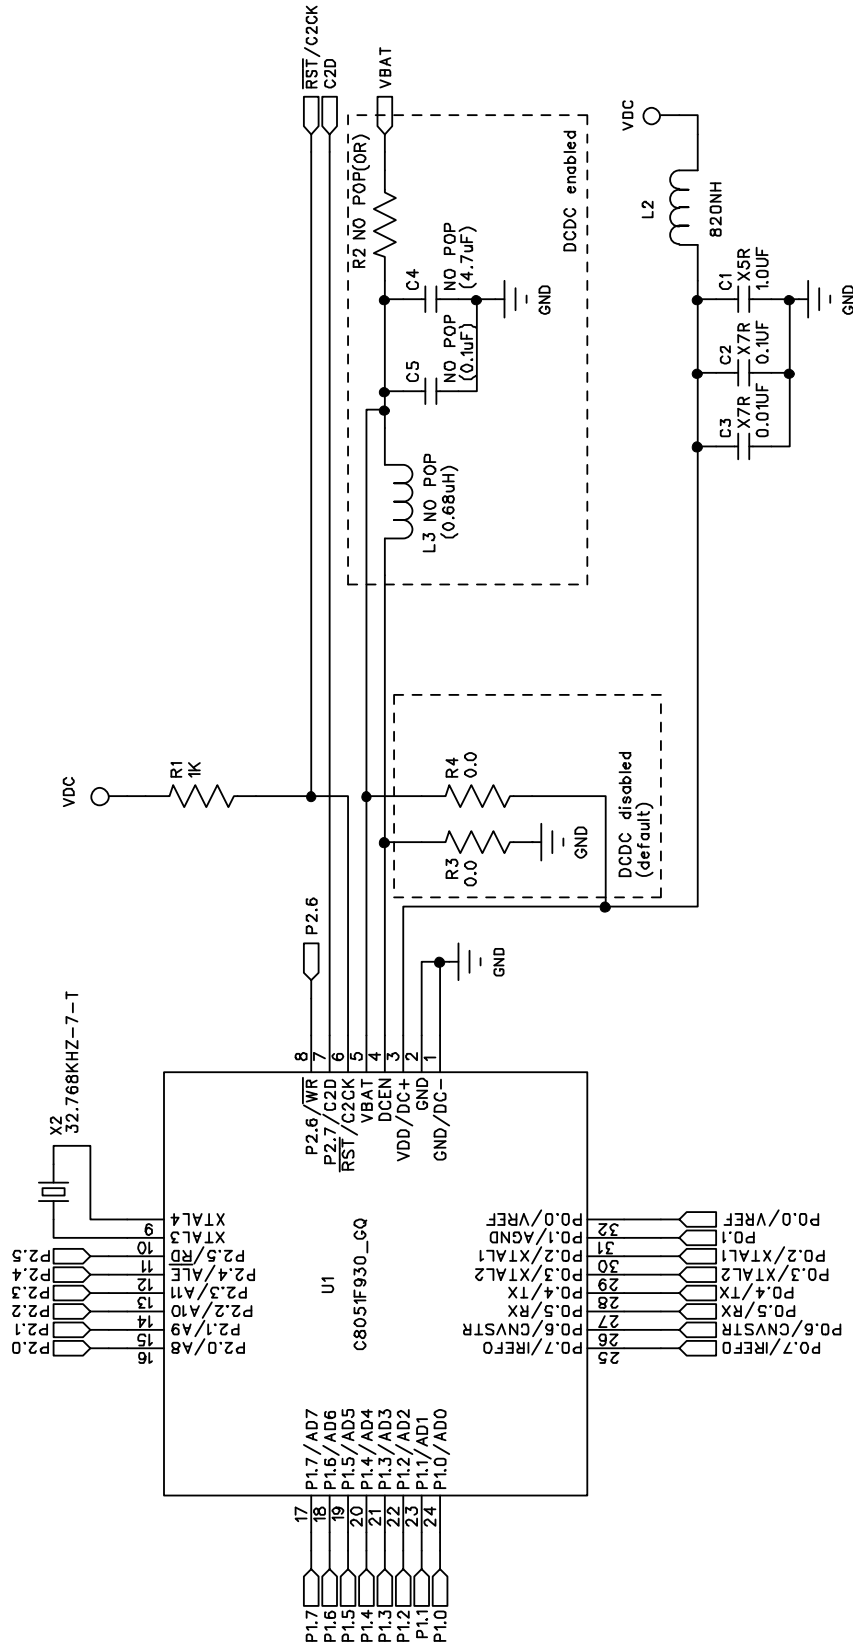 RST/C2CK
C2D
VBAT
R2 NO POP(0R)
C4
NO POP
(4.7uF)
GND
C5
NO POP
(0.1uF)
L3 NO POP
(0.68uH)
DCDC enabled
VDC
L2
820NH
C1
X5R
1.0UF
C2
X7R
0.1UF
C3
X7R
0.01UF
GND
VDC
R1
1K
R4
0.0
R3
0.0
GND
DCDC disabled
(default)
P2.6
GND
X2
32.768KHZ-7-T
8
7
6
5
4
3
2
1
P2.6/WR
P2.7/C2D
RST/C2CK
VBAT
DCEN
VDD/DC+
GND
GND/DC-
XTAL4
9
XTAL3
P2.5
10
P2.5/RD
P2.4
11
P2.4/ALE
P2.3
12
P2.3/A11
P2.2
13
P2.2/A10
P2.1
14
P2.1/A9
P2.0
15
P2.0/A8
16
U1
C8051F930_GQ
P0.0/VREF
32
P0.0/VREF
P0.1/AGND
31
P0.1
P0.2/XTAL1
30
P0.2/XTAL1
P0.3/XTAL2
29
P0.3/XTAL2
P0.4/TX
28
P0.4/TX
P0.5/RX
27
P0.5/RX
P0.6/CNVSTR
26
P0.6/CNVSTR
P0.7/IREF0
25
P0.7/IREF0
P1.7/AD7
P1.6/AD6
P1.5/AD5
P1.4/AD4
P1.3/AD3
P1.2/AD2
P1.1/AD1
P1.0/AD0
17
18
19
20
21
22
23
24
P1.7
P1.6
P1.5
P1.4
P1.3
P1.2
P1.1
P1.0